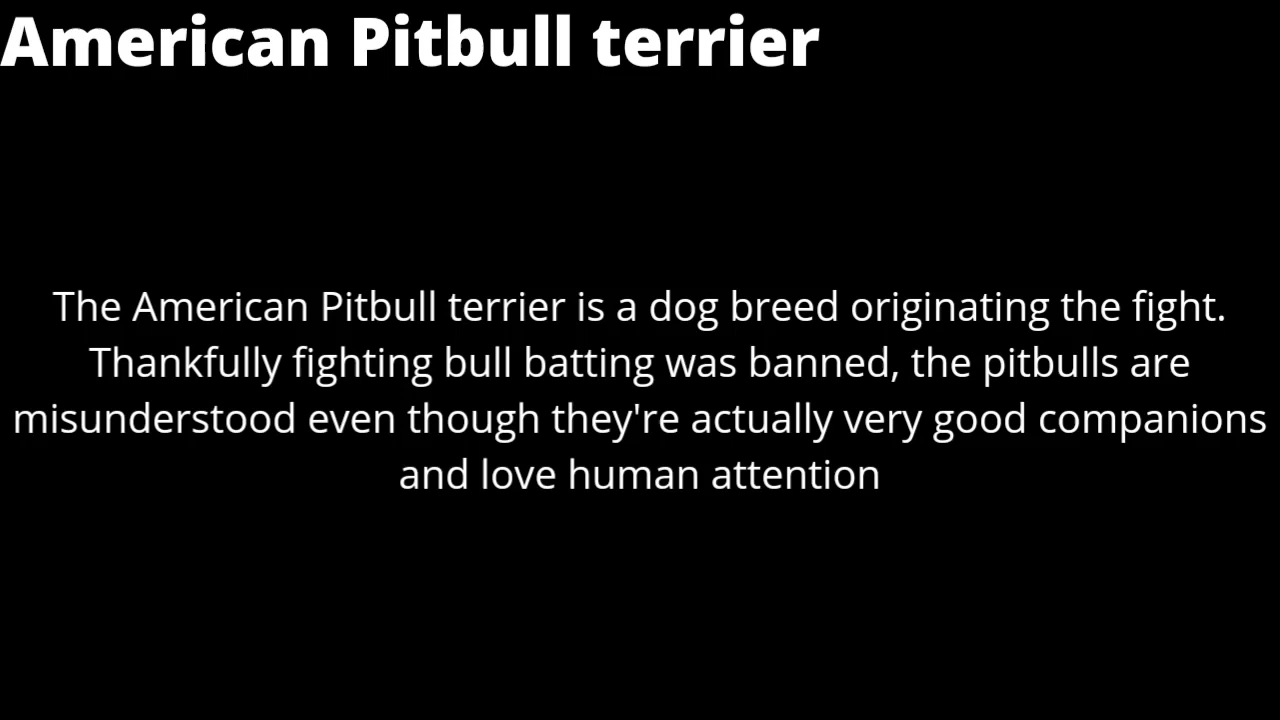 American Pitbull terrier
The American Pitbull terrier is a dog breed originating the fight.
Thankfully fighting bull batting was banned, the pitbulls are
misunderstood even though they're actually very good companions
and love human attention